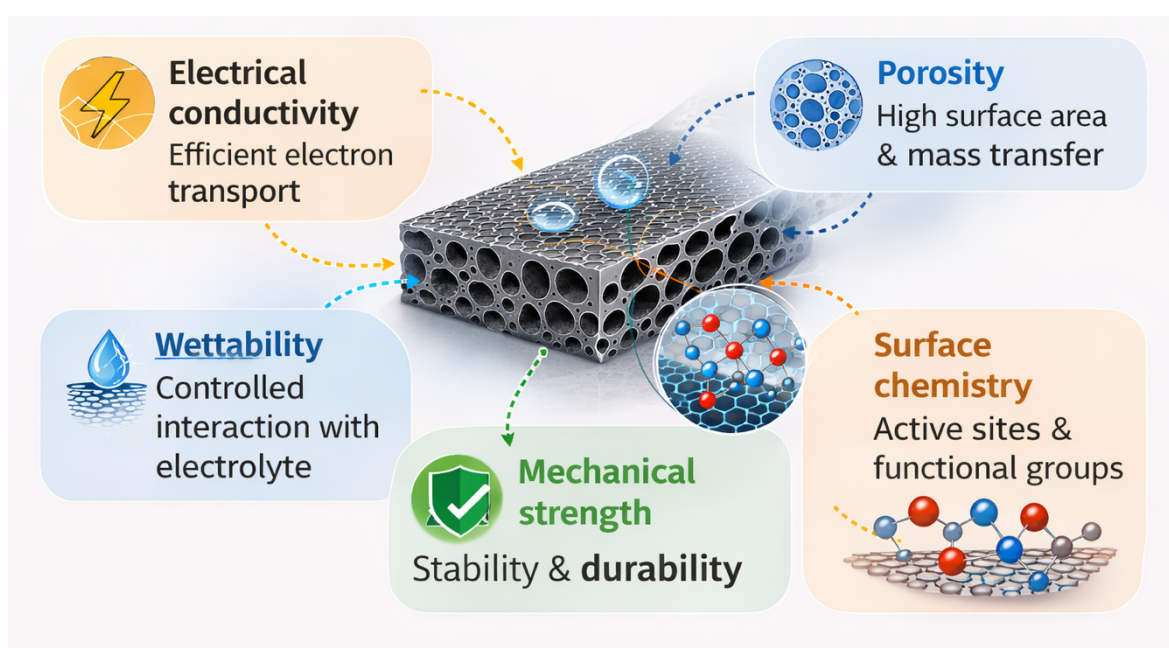 Electrical
conductivity
Efficient electron
transport
Porosity
High surface area
& mass transfer
Wettability
Controlled
interaction with
electrolyte
Surface
chemistry
Active sites &
functional groups
Mechanical
strength
Stability & durability